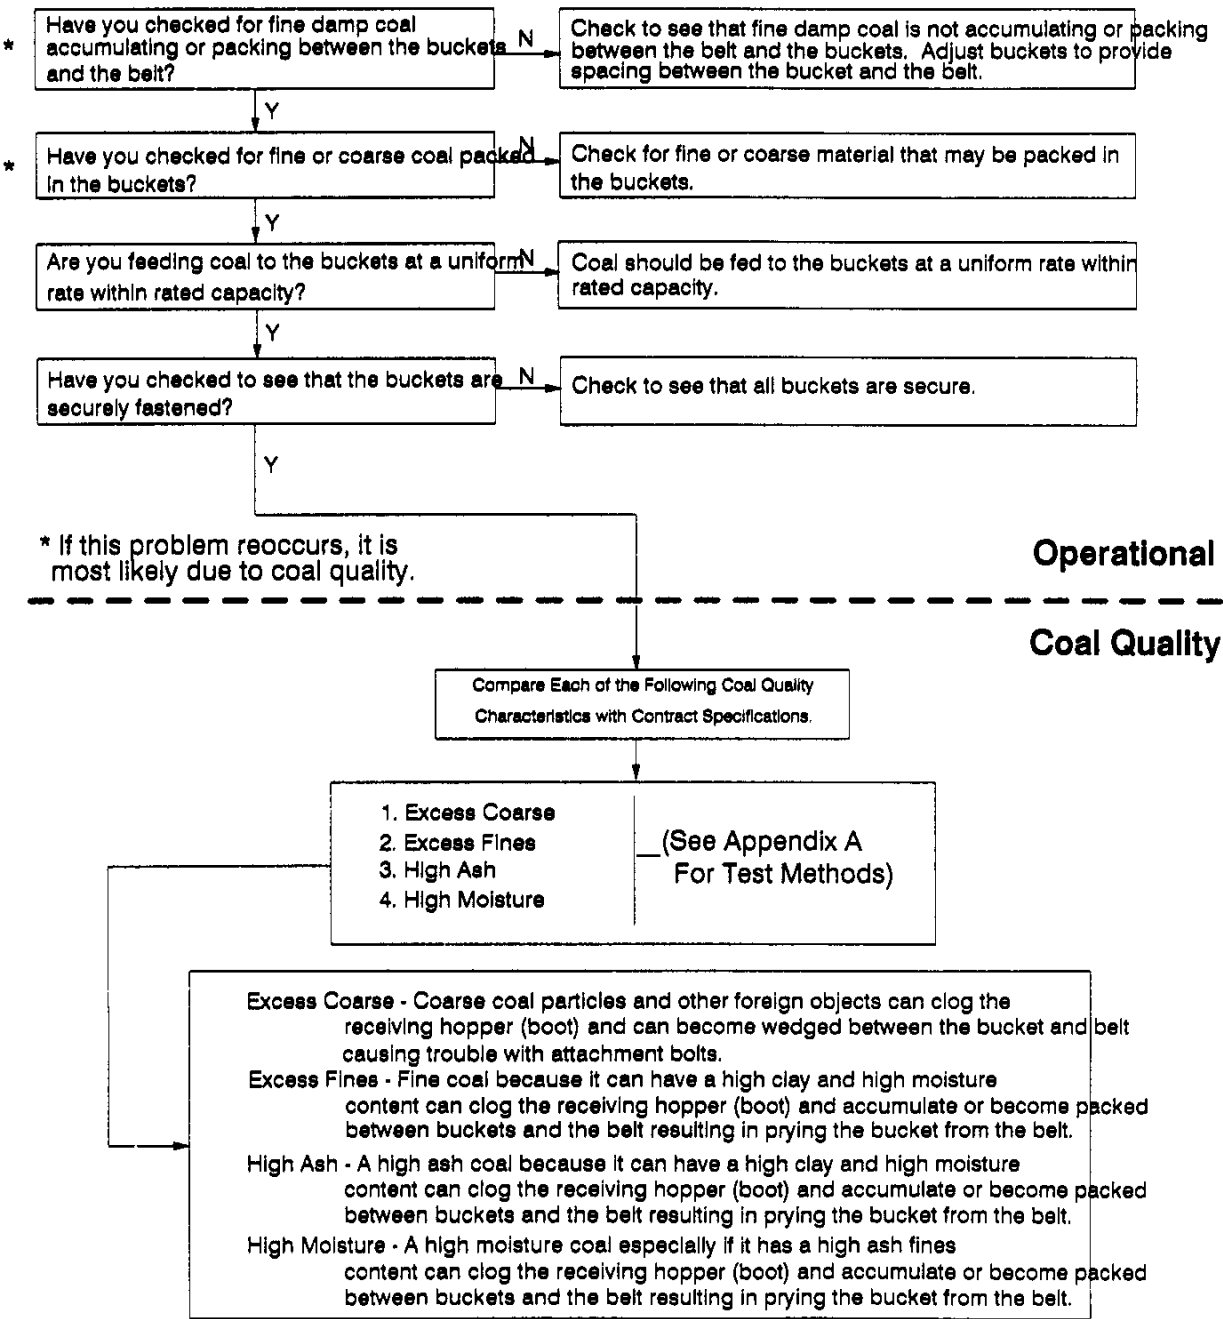 Have you checked for fine damp coal
accumulating or packing between the buckets
and the belt?
*
N
Check to see that fine damp coal is not accumulating or packing
between the belt and the buckets. Adjust buckets to provide
spacing between the bucket and the belt.
Y
Have you checked for fine or coarse coal packed
in the buckets?
*
N
Check for fine or coarse material that may be packed in
the buckets.
Y
Are you feeding coal to the buckets at a uniform
rate within rated capacity?
N
Coal should be fed to the buckets at a uniform rate within
rated capacity.
Y
Have you checked to see that the buckets are
securely fastened?
N
Check to see that all buckets are secure.
Y
* If this problem reoccurs, it is
most likely due to coal quality.
Operational
Coal Quality
Compare Each of the Following Coal Quality
Characteristics with Contract Specifications.
1. Excess Coarse
2. Excess Fines
3. High Ash
4. High Moisture
(See Appendix A
For Test Methods)
Excess Coarse - Coarse coal particles and other foreign objects can clog the
receiving hopper (boot) and can become wedged between the bucket and belt
causing trouble with attachment bolts.
Excess Fines - Fine coal because it can have a high clay and high moisture
content can clog the receiving hopper (boot) and accumulate or become packed
between buckets and the belt resulting in prying the bucket from the belt.
High Ash - A high ash coal because it can have a high clay and high moisture
content can clog the receiving hopper (boot) and accumulate or become packed
between buckets and the belt resulting in prying the bucket from the belt.
High Moisture - A high moisture coal especially if it has a high ash fines
content can clog the receiving hopper (boot) and accumulate or become packed
between buckets and the belt resulting in prying the bucket from the belt.